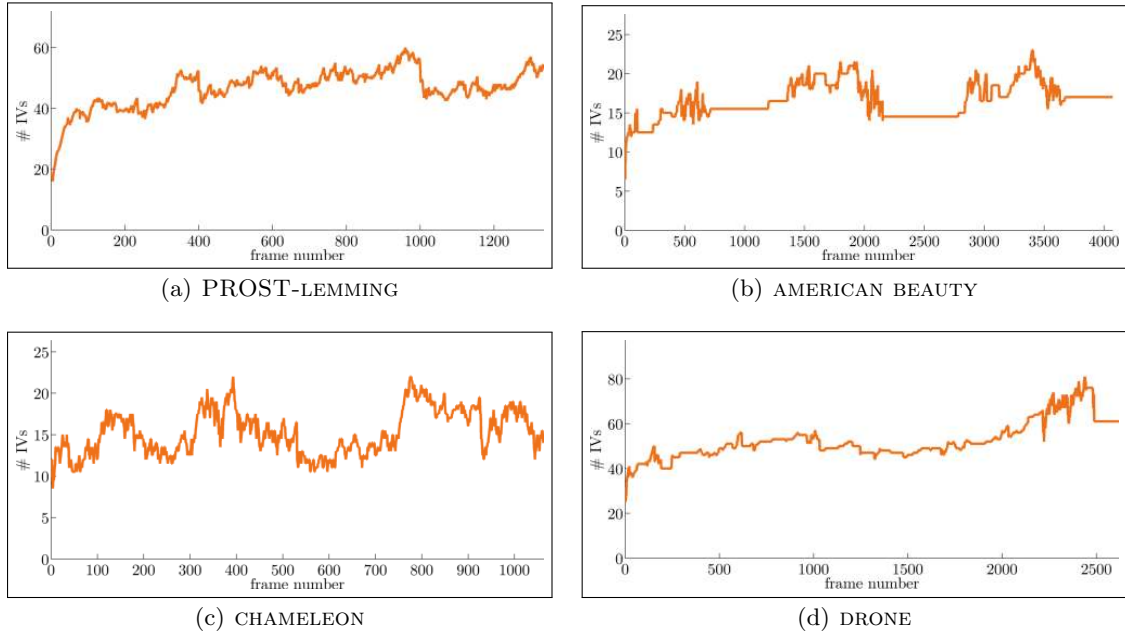 # IVs
60
40
20
0
0 200 400 600 800 1000 1200
frame number
(a) PROST-LEMMING
# IVs
25
20
15
10
5
0
0 500 1000 1500 2000 2500 3000 3500 4000
frame number
(b) AMERICAN BEAUTY
# IVs
25
20
15
10
5
0
0 100 200 300 400 500 600 700 800 900 1000
frame number
(c) CHAMELEON
# IVs
80
60
40
20
0
0 500 1000 1500 2000 2500
frame number
(d) DRONE